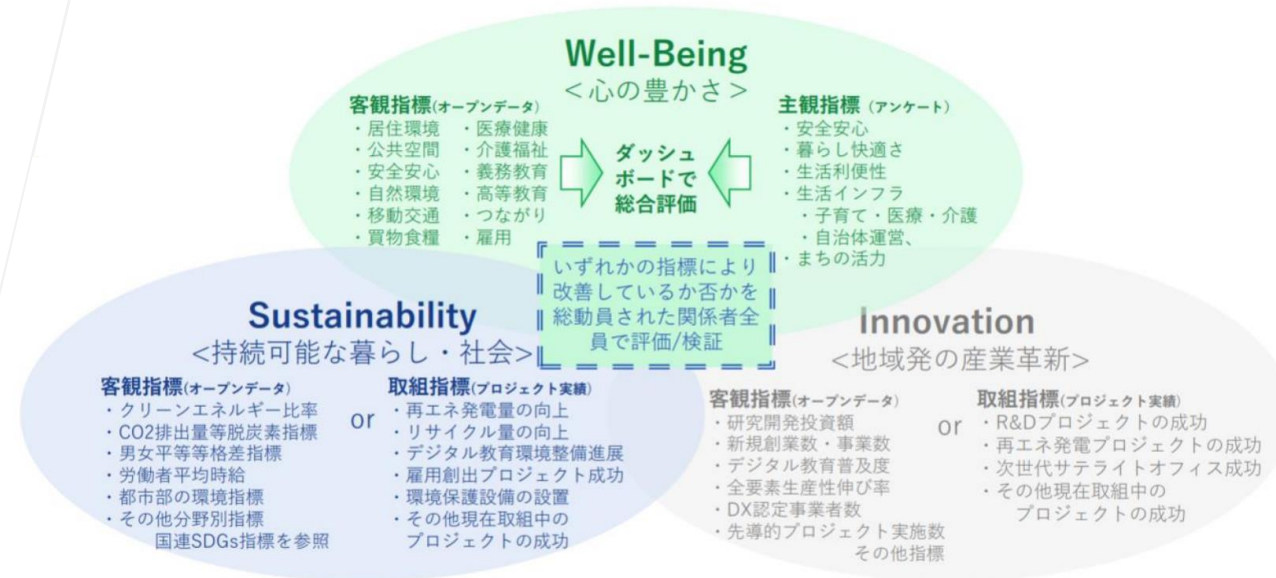 Well-Being
<心の豊かさ>
客観指標(オープンデータ)
・居住環境
・公共空間
・安全安心
・自然環境
・移動交通
・買物食糧
・医療健康
・介護福祉
・義務教育
・高等教育
・つながり
・雇用
ダッシュ
ボードで
総合評価
主観指標 (アンケート)
・安全安心
・暮らし快適さ
・生活利便性
・生活インフラ
・子育て・医療・介護
・自治体運営、
・まちの活力
いずれかの指標により
改善しているか否かを
総動員された関係者全
員で評価/検証
Sustainability
<持続可能な暮らし・社会>
客観指標(オープンデータ)
・クリーンエネルギー比率
・CO2排出量等脱炭素指標
・男女平等等格差指標
・労働者平均時給
・都市部の環境指標
・その他分野別指標
国連SDGs指標を参照
or
取組指標(プロジェクト実績)
・再エネ発電量の向上
・リサイクル量の向上
・デジタル教育環境整備進展
・雇用創出プロジェクト成功
・環境保護設備の設置
・その他現在取組中の
プロジェクトの成功
Innovation
<地域発の産業革新>
客観指標(オープンデータ)
・研究開発投資額
・新規創業数・事業数
・デジタル教育普及度
・全要素生産性伸び率
・DX認定事業者数
・先導的プロジェクト実施数
その他指標
or
取組指標(プロジェクト実績)
・R&Dプロジェクトの成功
・再エネ発電プロジェクトの成功
・次世代サテライトオフィス成功
・その他現在取組中の
プロジェクトの成功